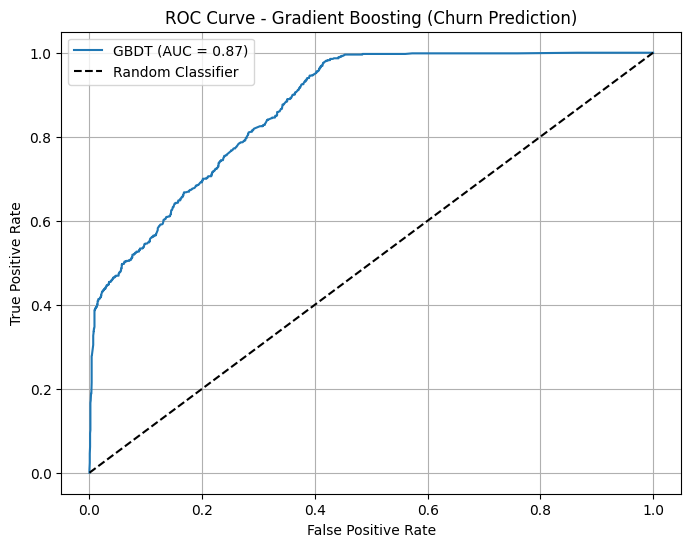 ROC Curve - Gradient Boosting (Churn Prediction)
GBDT (AUC = 0.87)
Random Classifier
True Positive Rate
1.0
0.8
0.6
0.4
0.2
0.0
0.0 0.2 0.4 0.6 0.8 1.0
False Positive Rate